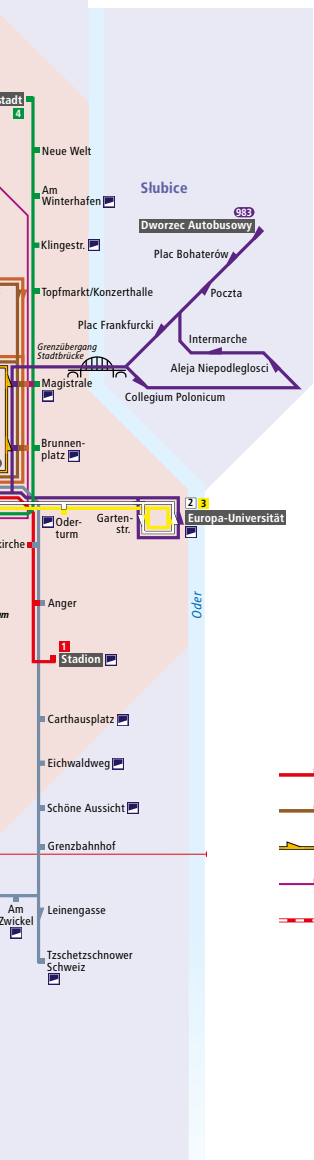 stadt
4
Neue Welt
Am
Winterhafen
Klingestr.
Topfmarkt/Konzerthalle
Słubice
983
Dworzec Autobusowy
Plac Bohaterów
Poczta
Plac Frankfurcki
Intermarche
Aleja Niepodleglosci
Collegium Polonicum
Grenzübergang
Stadtbrücke
Magistrale
Brunnen-
platz
2 3
Europa-Universität
Garten-
str.
Oder-
turm
kirche
Oder
Anger
1
Stadion
Carthausplatz
Eichwaldweg
Schöne Aussicht
Grenzbahnhof
Am
Zwickel
Leinengasse
Tzschetzschnower
Schweiz